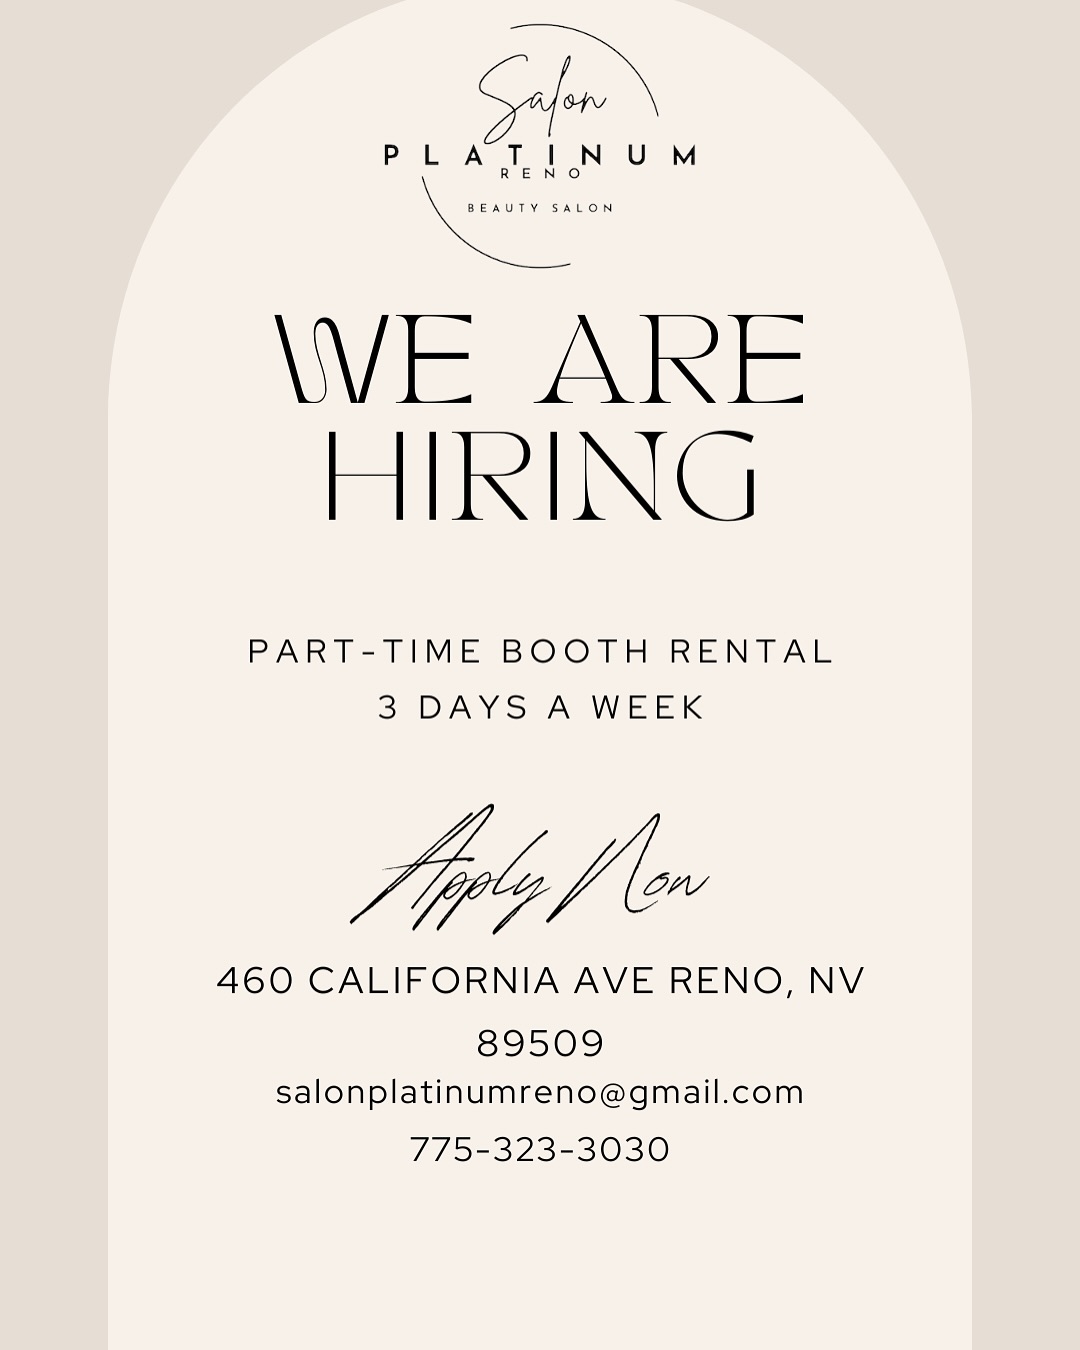 Salon
PLATINUM
RENO
BEAUTY SALON
WE ARE
HIRING
PART-TIME BOOTH RENTAL
3 DAYS A WEEK
Apply Now
460 CALIFORNIA AVE RENO, NV
89509
salonplatinumreno@gmail.com
775-323-3030